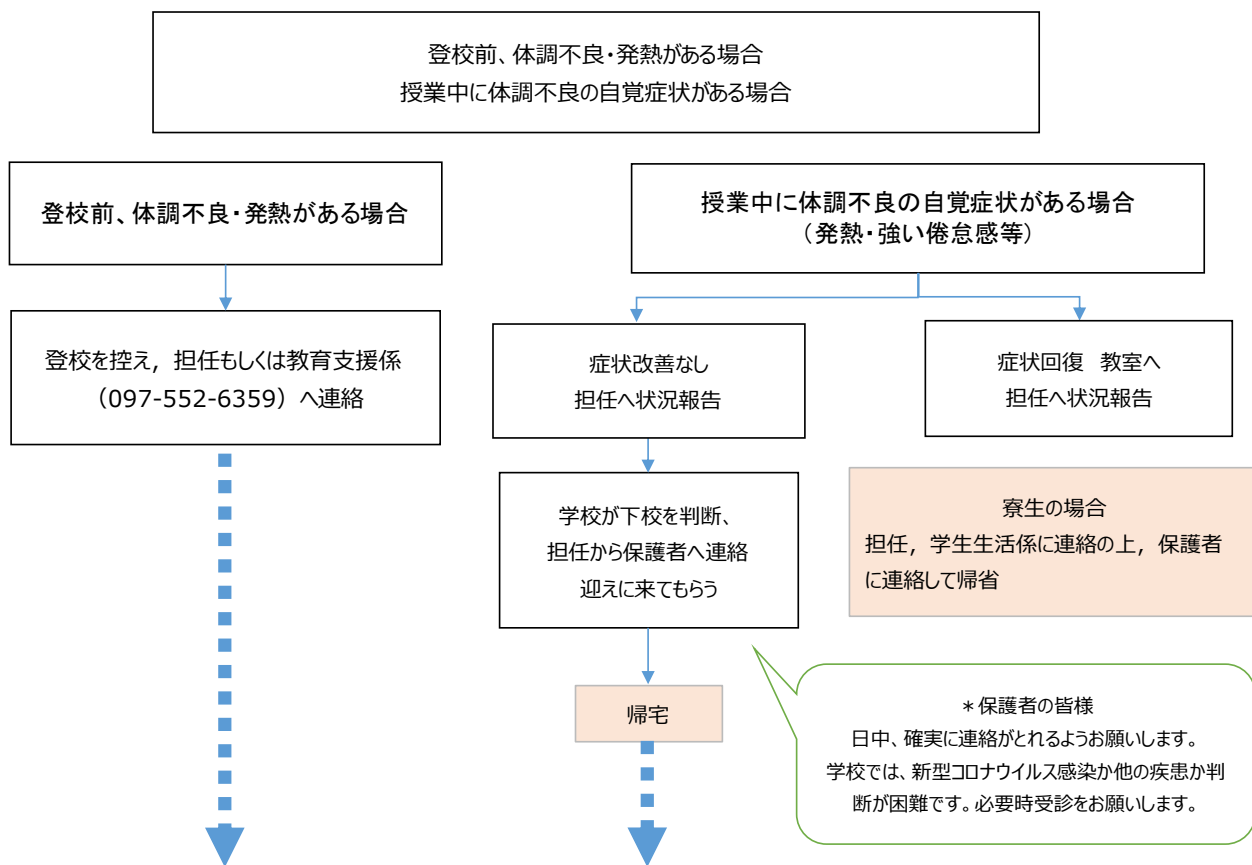 登校前、体調不良・発熱がある場合
授業中に体調不良の自覚症状がある場合
登校前、体調不良・発熱がある場合
授業中に体調不良の自覚症状がある場合
（発熱・強い倦怠感等）
登校を控え，担任もしくは教育支援係
（097-552-6359）へ連絡
症状改善なし
担任へ状況報告
症状回復　教室へ
担任へ状況報告
学校が下校を判断、
担任から保護者へ連絡
迎えに来てもらう
寮生の場合
担任，学生生活係に連絡の上，保護者
に連絡して帰省
帰宅
＊保護者の皆様
日中、確実に連絡がとれるようお願いします。
学校では、新型コロナウイルス感染か他の疾患か判
断が困難です。必要時受診をお願いします。